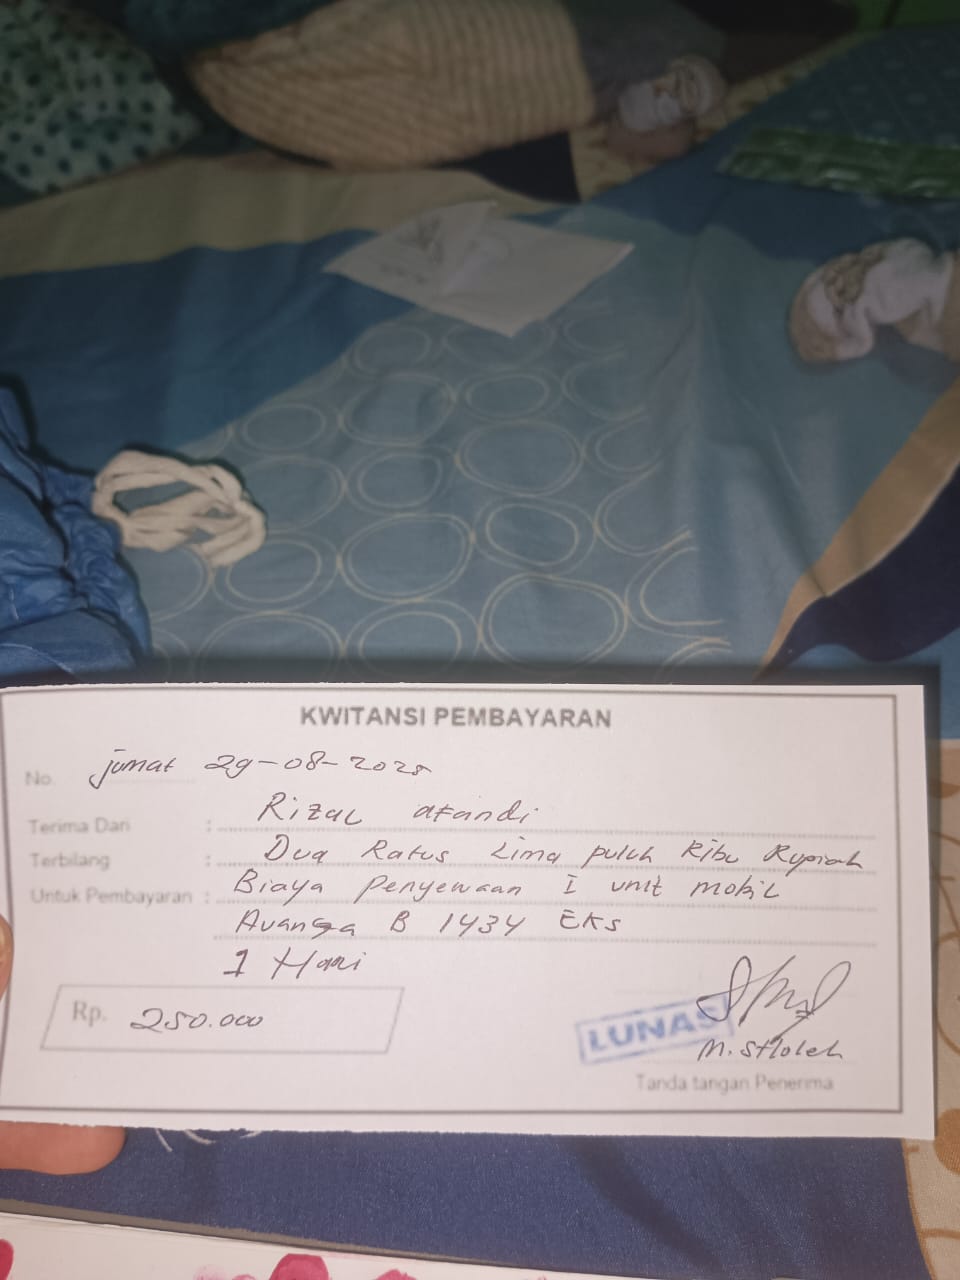 KWITANSI PEMBAYARAN
No. Jumat 29-08-2025
Terima Dari : Rizal afandi
Terbilang : Dua Ratus Lima puluh Ribu Rupiah
Untuk Pembayaran : Biaya Penyewaan 1 unit mobil
Avanza B 1434 EKS
1 Hari
Rp. 250.000
LUNAS
M. Sholeh
Tanda tangan Penerima